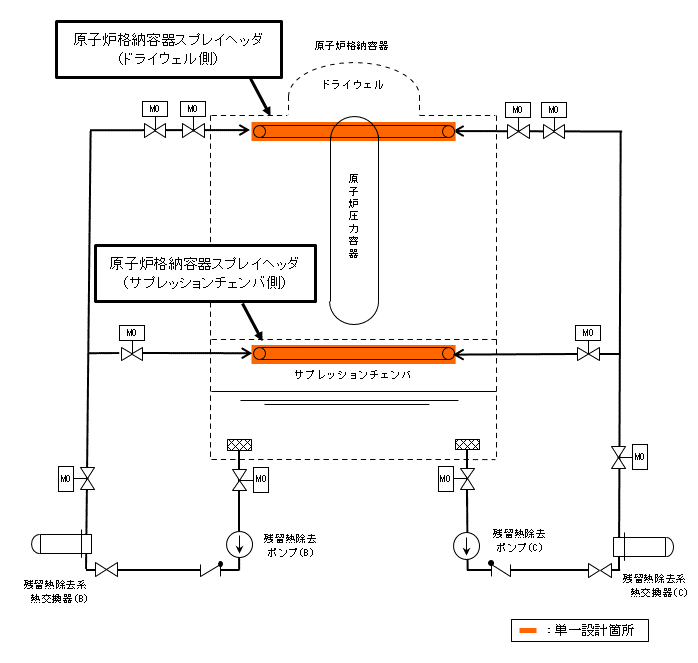 原子炉格納容器スプレイヘッダ
(ドライウェル側)
原子炉格納容器
ドライウェル
MO
MO
MO
MO
原子炉圧力容器
原子炉格納容器スプレイヘッダ
(サプレッションチェンバ側)
MO
MO
サプレッションチェンバ
MO
MO
MO
MO
残留熱除去
ポンプ(B)
残留熱除去
ポンプ(C)
残留熱除去系
熱交換器(B)
残留熱除去系
熱交換器(C)
：単一設計箇所